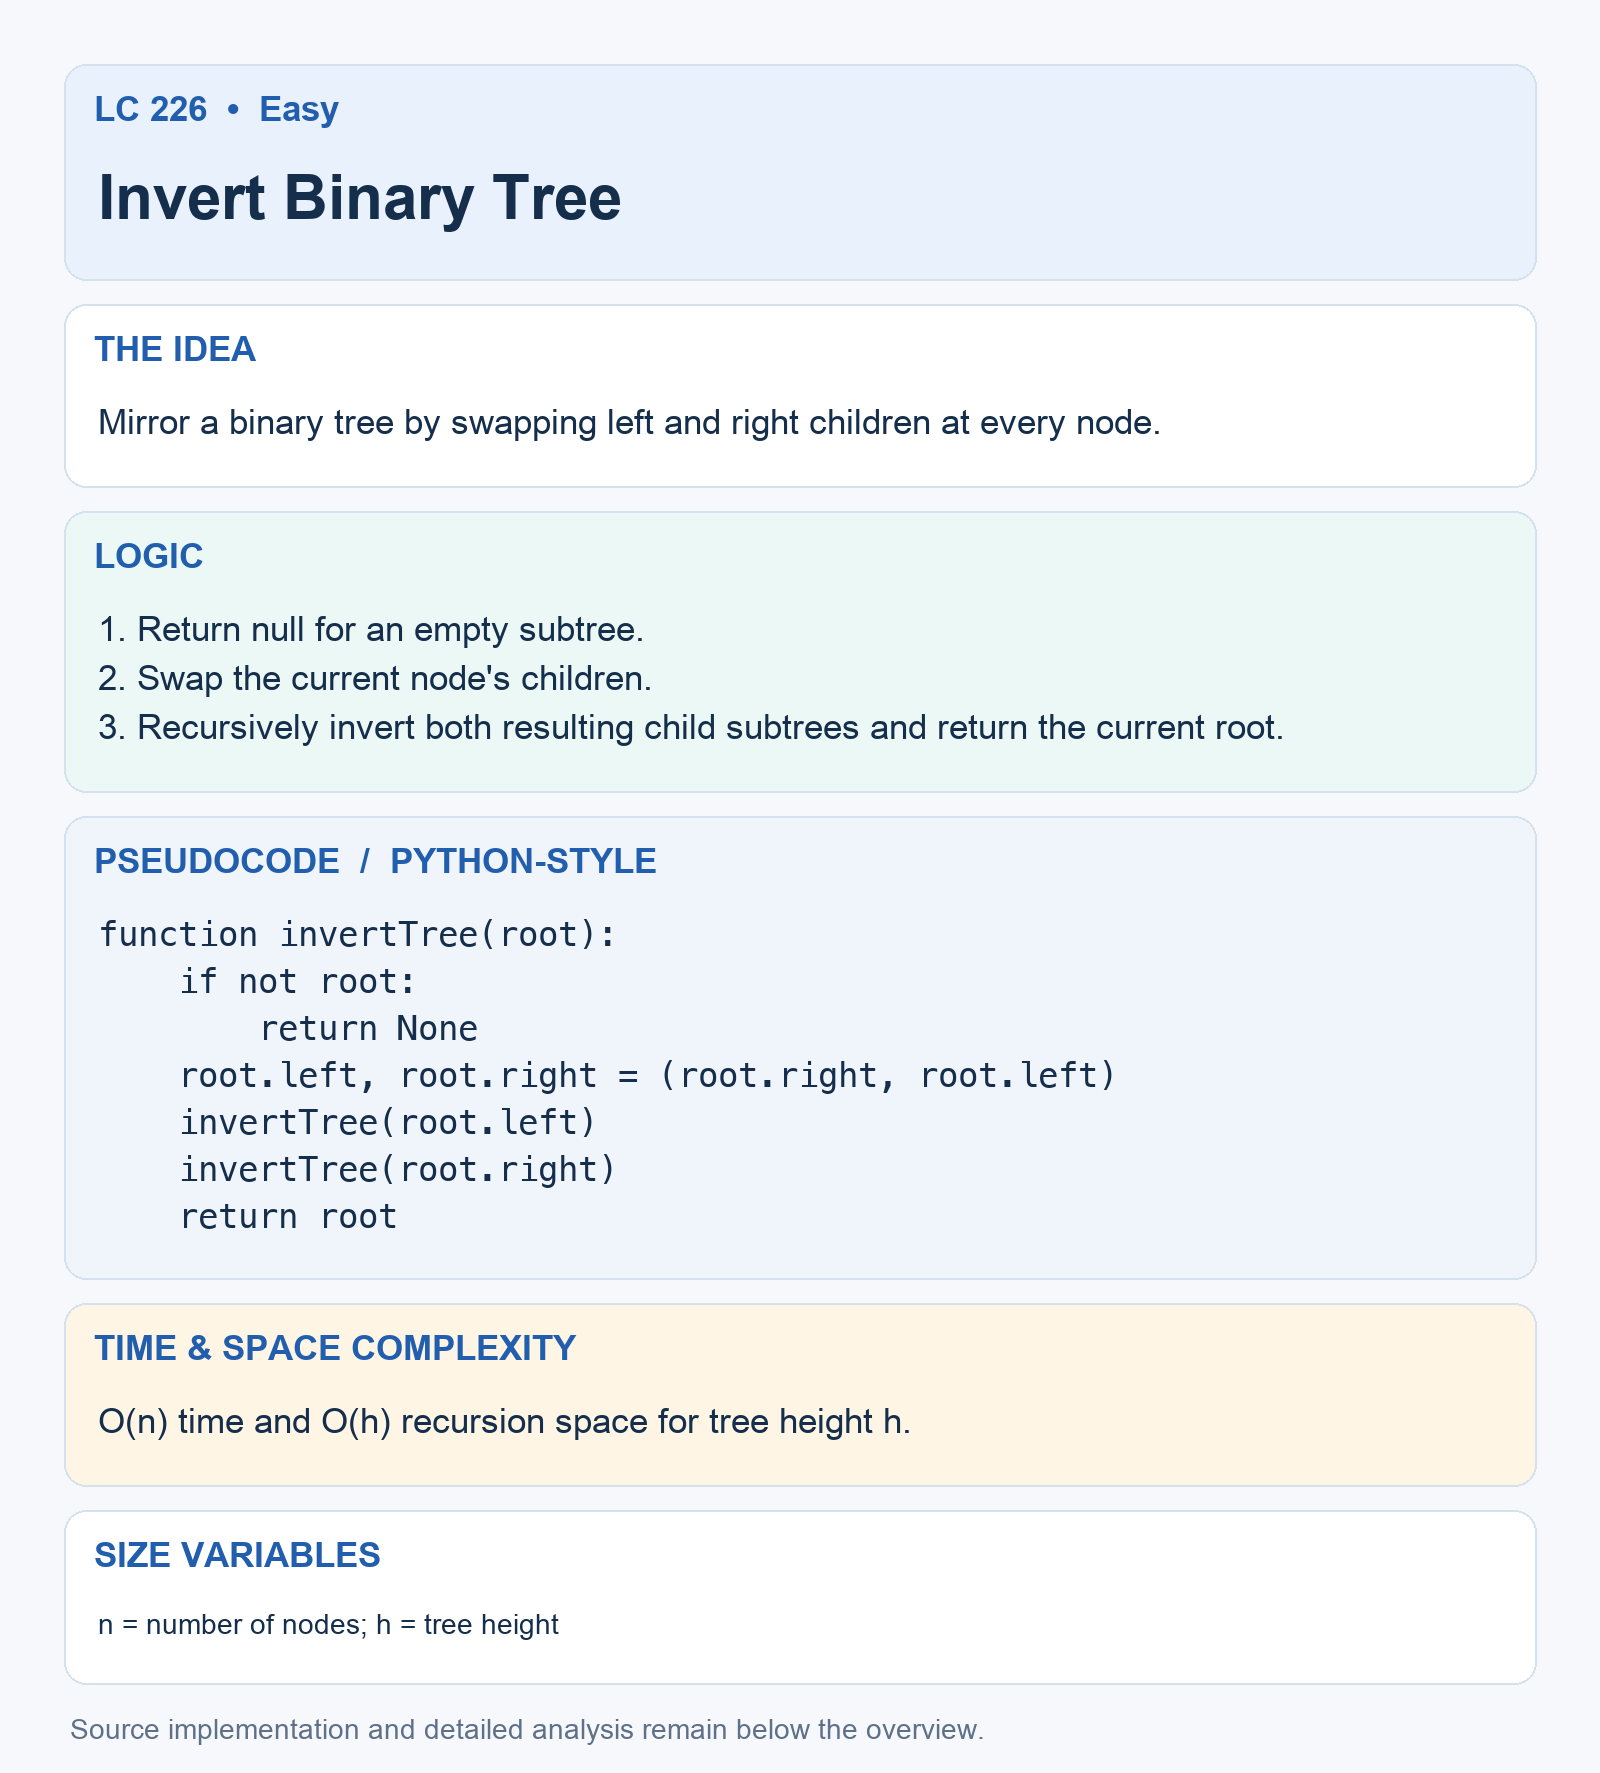 LC 226 • Easy
Invert Binary Tree
THE IDEA
Mirror a binary tree by swapping left and right children at every node.
LOGIC
1. Return null for an empty subtree.
2. Swap the current node's children.
3. Recursively invert both resulting child subtrees and return the current root.
PSEUDOCODE / PYTHON-STYLE
function invertTree(root):
    if not root:
        return None
    root.left, root.right = (root.right, root.left)
    invertTree(root.left)
    invertTree(root.right)
    return root
TIME & SPACE COMPLEXITY
O(n) time and O(h) recursion space for tree height h.
SIZE VARIABLES
n = number of nodes; h = tree height
Source implementation and detailed analysis remain below the overview.